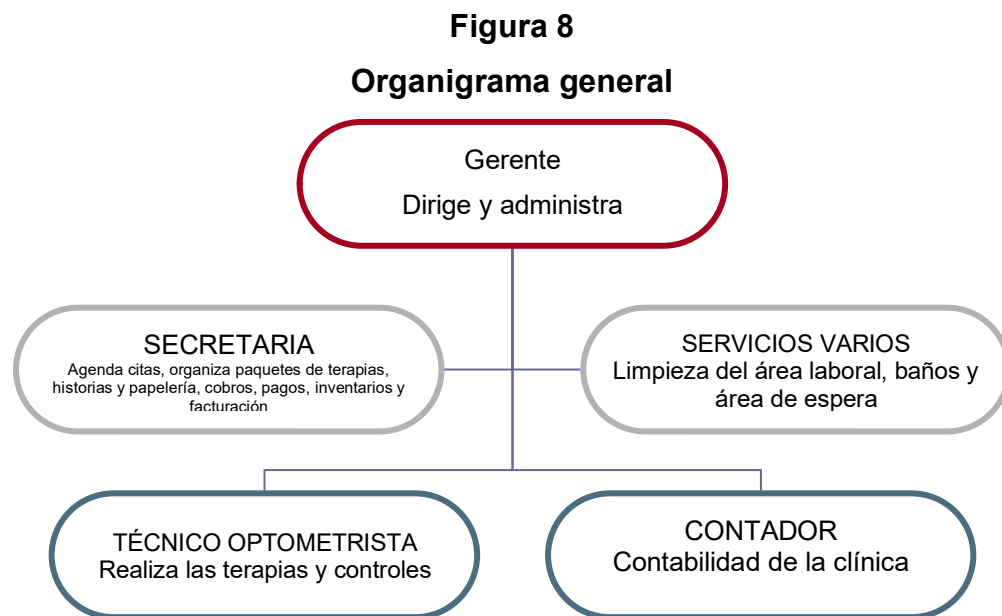 Figura 8
Organigrama general
Gerente
Dirige y administra
SECRETARIA
Agenda citas, organiza paquetes de terapias,
historias y papelería, cobros, pagos, inventarios y
facturación
SERVICIOS VARIOS
Limpieza del área laboral, baños y
área de espera
TÉCNICO OPTOMETRISTA
Realiza las terapias y controles
CONTADOR
Contabilidad de la clínica